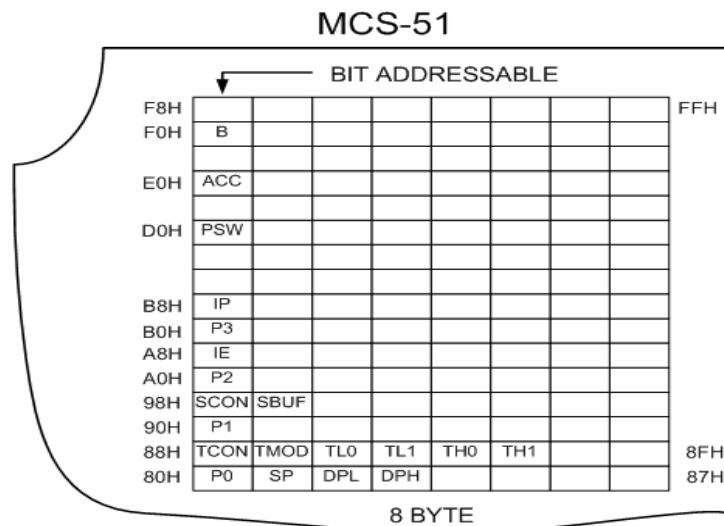 MCS-51
BIT ADDRESSABLE
F8H FFH
F0H B
E0H ACC
D0H PSW
B8H IP
B0H P3
A8H IE
A0H P2
98H SCON SBUF
90H P1
88H TCON TMOD TL0 TL1 TH0 TH1 8FH
80H P0 SP DPL DPH 87H
8 BYTE